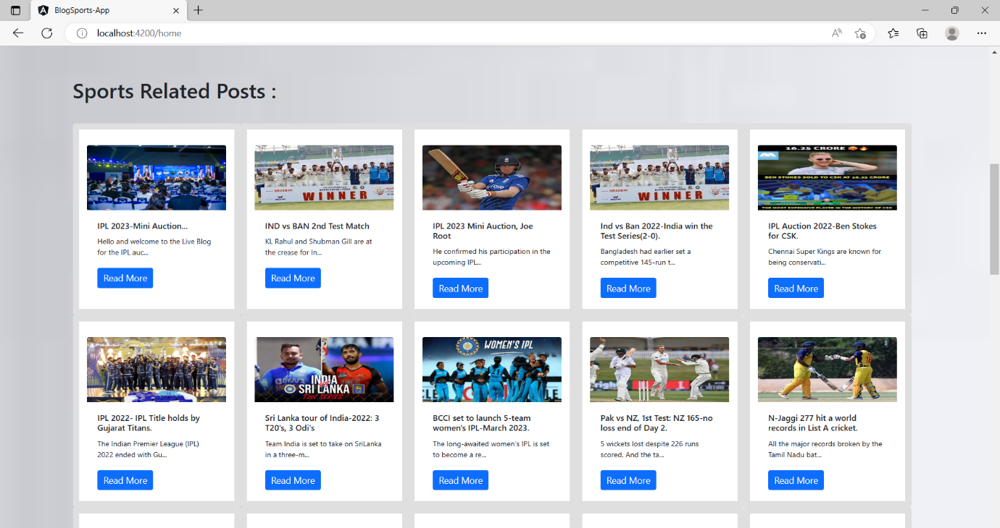 BlogSports-App
localhost:4200/home
Sports Related Posts :
WINNER
WINNER
16.25 CRORE
BEN STOKES SOLD TO CSK AT 16.25 CRORE
THE MOST EXPENSIVE PLAYER IN THE HISTORY OF CSK
IPL 2023-Mini Auction...
Hello and welcome to the Live Blog
for the IPL auc...
Read More
IND vs BAN 2nd Test Match
KL Rahul and Shubman Gill are at
the crease for In...
Read More
IPL 2023 Mini Auction, Joe
Root
He confirmed his participation in the
upcoming IPL...
Read More
Ind vs Ban 2022-India win the
Test Series(2-0).
Bangladesh had earlier set a
competitive 145-run t...
Read More
IPL Auction 2022-Ben Stokes
for CSK.
Chennai Super Kings are known for
being conservati...
Read More
BYJU'S
INDIA
SRI LANKA
T20I SERIES
WOMEN'S IPL
IPL 2022- IPL Title holds by
Gujarat Titans.
The Indian Premier League (IPL)
2022 ended with Gu...
Read More
Sri Lanka tour of India-2022: 3
T20's, 3 Odi's
Team India is set to take on SriLanka
in a three-m...
Read More
BCCI set to launch 5-team
women's IPL-March 2023.
The long-awaited women's IPL is set
to become a re...
Read More
Pak vs NZ, 1st Test: NZ 165-no
loss end of Day 2.
5 wickets lost despite 226 runs
scored. And the ta...
Read More
N-Jaggi 277 hit a world
records in List A cricket.
All the major records broken by the
Tamil Nadu bat...
Read More